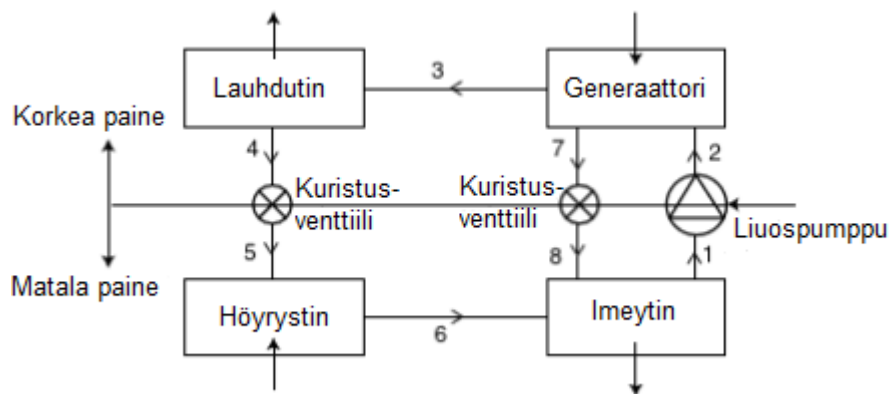 Lauhdutin
3
Generaattori
Korkea paine
4
7
2
Kuristus-
venttiili
Kuristus-
venttiili
Liuospumppu
5
8
1
Matala paine
Höyrystin
6
Imeytin